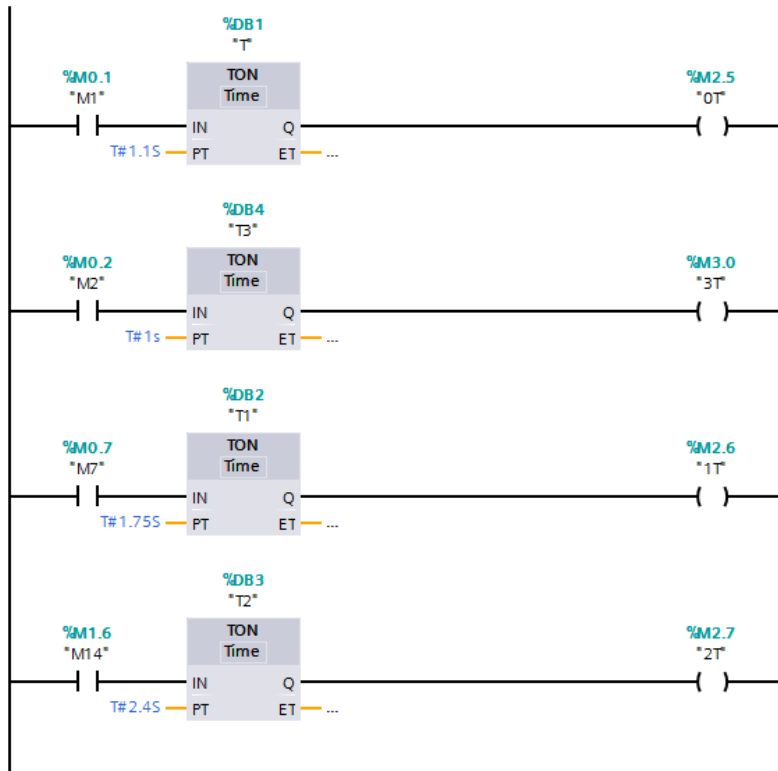 %DB1
"T"
%M0.1
TON
%M2.5
"M1"
Time
"0T"
IN
Q
T#1.1S
PT
ET
...
%DB4
"T3"
%M0.2
TON
%M3.0
"M2"
Time
"3T"
IN
Q
T#1s
PT
ET
...
%DB2
"T1"
%M0.7
TON
%M2.6
"M7"
Time
"1T"
IN
Q
T#1.75S
PT
ET
...
%DB3
"T2"
%M1.6
TON
%M2.7
"M14"
Time
"2T"
IN
Q
T#2.4S
PT
ET
...